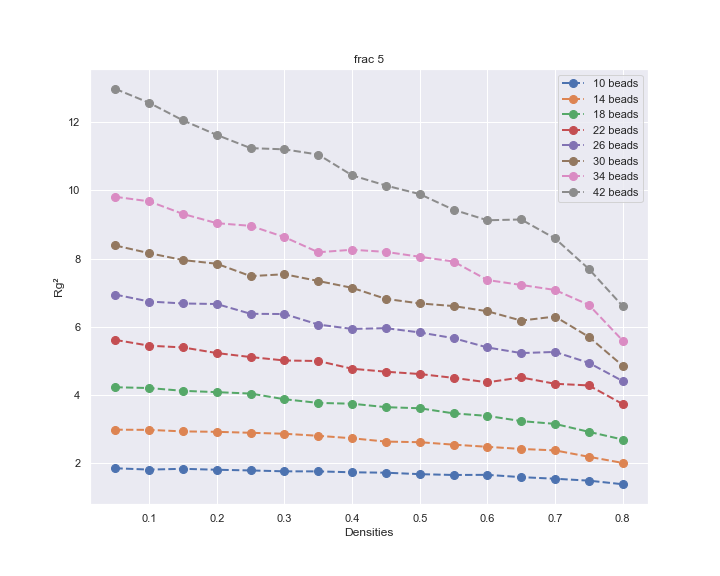 frac 5
10 beads
14 beads
18 beads
22 beads
26 beads
30 beads
34 beads
42 beads
12
10
8
6
4
2
Rg²
0.1 0.2 0.3 0.4 0.5 0.6 0.7 0.8
Densities